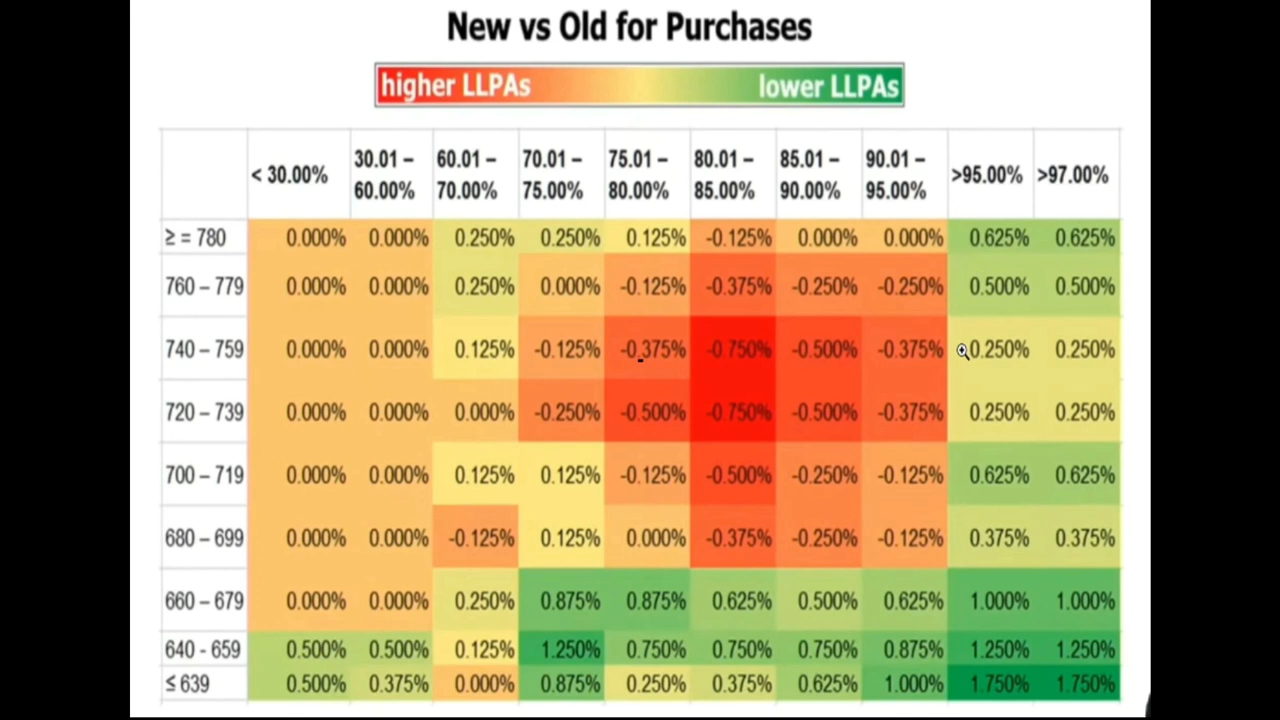 New vs Old for Purchases
higher LLPAs lower LLPAs
< 30.00% 30.01 – 60.00% 60.01 – 70.00% 70.01 – 75.00% 75.01 – 80.00% 80.01 – 85.00% 85.01 – 90.00% 90.01 – 95.00% >95.00% >97.00%
≥ = 780 0.000% 0.000% 0.250% 0.250% 0.125% -0.125% 0.000% 0.000% 0.625% 0.625%
760 – 779 0.000% 0.000% 0.250% 0.000% -0.125% -0.375% -0.250% -0.250% 0.500% 0.500%
740 – 759 0.000% 0.000% 0.125% -0.125% -0.375% -0.750% -0.500% -0.375% 0.250% 0.250%
720 – 739 0.000% 0.000% 0.000% -0.250% -0.500% -0.750% -0.500% -0.375% 0.250% 0.250%
700 – 719 0.000% 0.000% 0.125% 0.125% -0.125% -0.500% -0.250% -0.125% 0.625% 0.625%
680 – 699 0.000% 0.000% -0.125% 0.125% 0.000% -0.375% -0.250% -0.125% 0.375% 0.375%
660 – 679 0.000% 0.000% 0.250% 0.875% 0.875% 0.625% 0.500% 0.625% 1.000% 1.000%
640 - 659 0.500% 0.500% 0.125% 1.250% 0.750% 0.750% 0.750% 0.875% 1.250% 1.250%
≤ 639 0.500% 0.375% 0.000% 0.875% 0.250% 0.375% 0.625% 1.000% 1.750% 1.750%